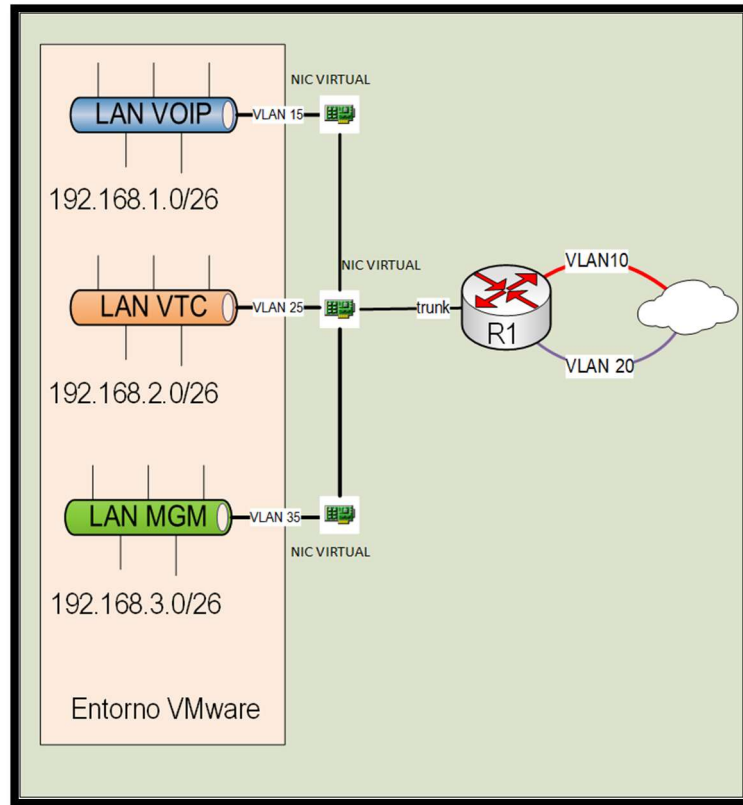 NIC VIRTUAL
LAN VOIP
VLAN 15
192.168.1.0/26
NIC VIRTUAL
VLAN10
LAN VTC
VLAN 25
trunk
R1
VLAN 20
192.168.2.0/26
LAN MGM
VLAN 35
NIC VIRTUAL
192.168.3.0/26
Entorno VMware